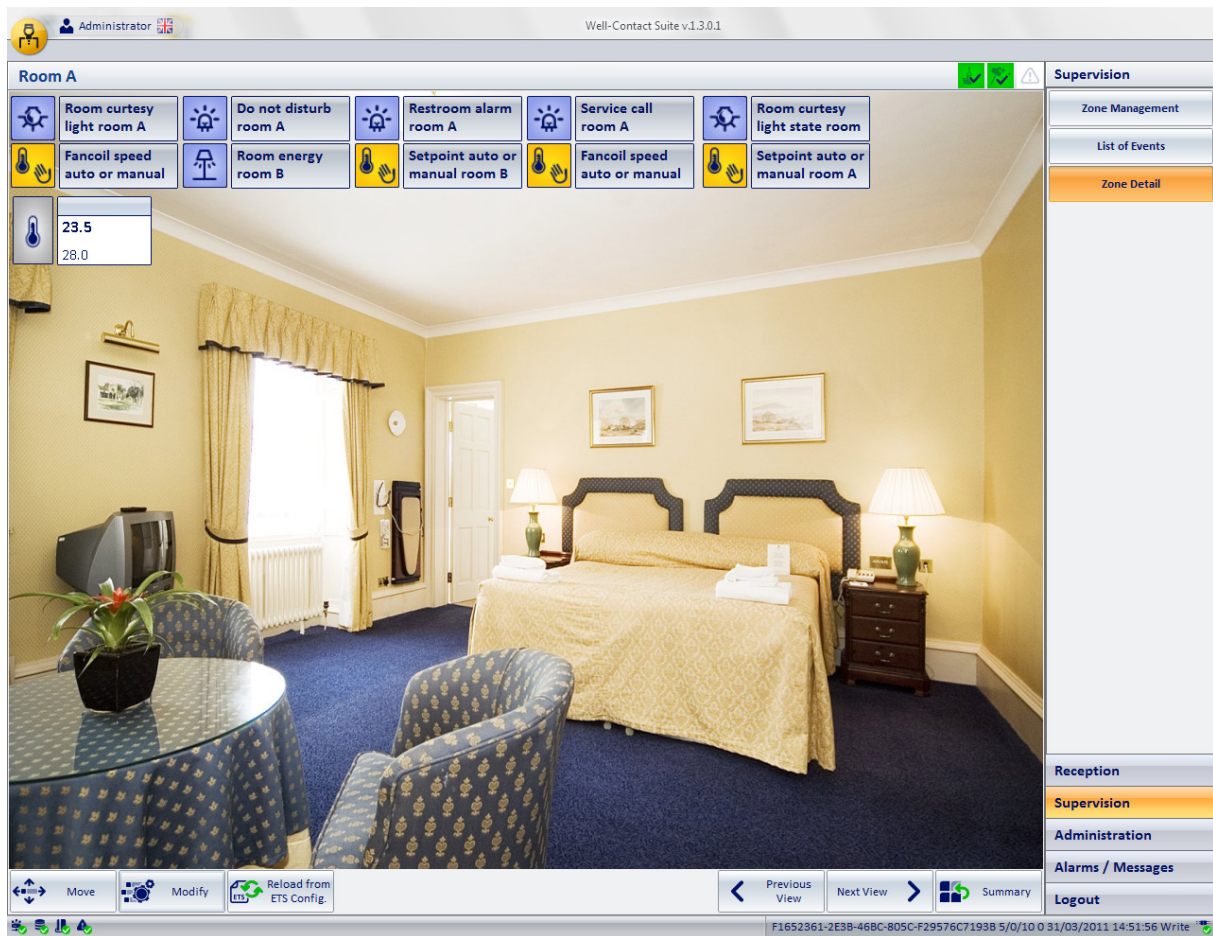 Administrator
Well-Contact Suite v.1.3.0.1
Room A
Supervision
Room curtesy
light room A
Do not disturb
room A
Restroom alarm
room A
Service call
room A
Room curtesy
light state room
Fancoil speed
auto or manual
Room energy
room B
Setpoint auto or
manual room B
Fancoil speed
auto or manual
Setpoint auto or
manual room A
23.5
28.0
Zone Management
List of Events
Zone Detail
Reception
Supervision
Administration
Alarms / Messages
Logout
Move
Modify
ETS
Reload from
ETS Config.
Previous
View
Next View
Summary
F1652361-2E3B-46BC-805C-F29576C7193B 5/0/10 0 31/03/2011 14:51:56 Write